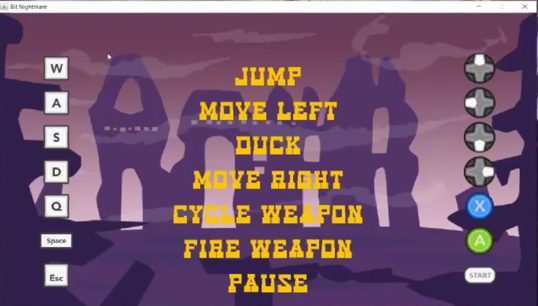 Bit Nightmare
W JUMP
A MOVE LEFT
S DUCK
D MOVE RIGHT
Q CYCLE WEAPON X
Space FIRE WEAPON A
Esc PAUSE START